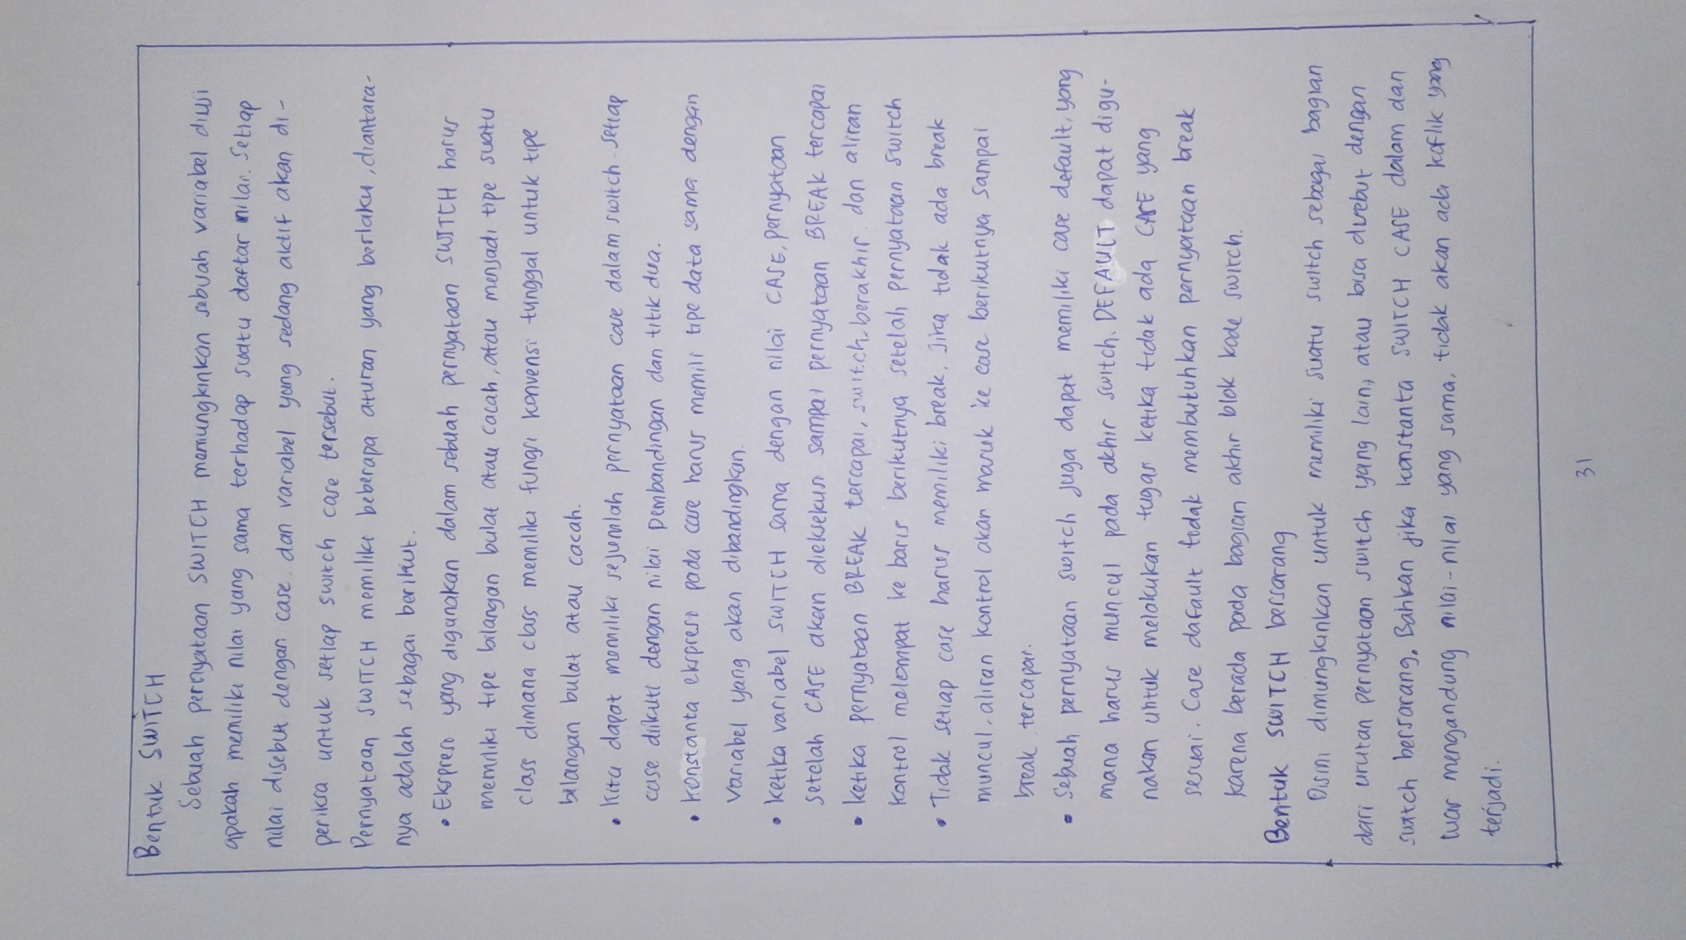 Bentuk SWITCH
Sebuah pernyataan SWITCH memungkinkan sebuah variabel diuji
apakah memiliki nilai yang sama terhadap suatu daftar nilai. Setiap
nilai disebut dengan case. dan variabel yang sedang aktif akan di-
periksa untuk setiap switch case tersebut.
Pernyataan SWITCH memiliki beberapa aturan yang berlaku, diantara-
nya adalah sebagai berikut.
• Ekspresi yang digunakan dalam sebuah pernyataan SWITCH harus
memiliki tipe bilangan bulat atau cacah, atau menjadi tipe suatu
class dimana class memiliki fungsi konvensi tunggal untuk tipe
bilangan bulat atau cacah.
• Kita dapat memiliki sejumlah pernyataan case dalam switch. Setiap
case diikuti dengan nilai pembandingan dan titik dua.
• Konstanta ekspresi pada case harus memili tipe data sama dengan
variabel yang akan dibandingkan.
• Ketika variabel SWITCH sama dengan nilai CASE, pernyataan
setelah CASE akan dieksekusi sampai pernyataan BREAK tercapai
• Ketika pernyataan BREAK tercapai, switch, berakhir. dan aliran
kontrol melompat ke baris berikutnya setelah pernyataan switch
• Tidak setiap case harus memiliki break. Jika tidak ada break
muncul, aliran kontrol akan masuk ke case berikutnya sampai
break tercapai.
• Sebuah pernyataan switch juga dapat memiliki case default, yang
mana harus muncul pada akhir switch. DEFAULT dapat digu-
nakan untuk melakukan tugas ketika tidak ada CASE yang
sesuai. Case dafault todak membutuhkan pernyataan break
karena berada pada bagian akhir blok kode switch.
Bentuk SWITCH bersarang
Disini dimungkinkan untuk memiliki suatu switch sebagai bagian
dari urutan pernyataan switch yang lain, atau bisa disebut dengan
switch bersarang. Bahkan jika konstanta SWITCH CASE dalam dan
luar mengandung nilai-nilai yang sama, tidak akan ada koflik yang
terjadi.
31